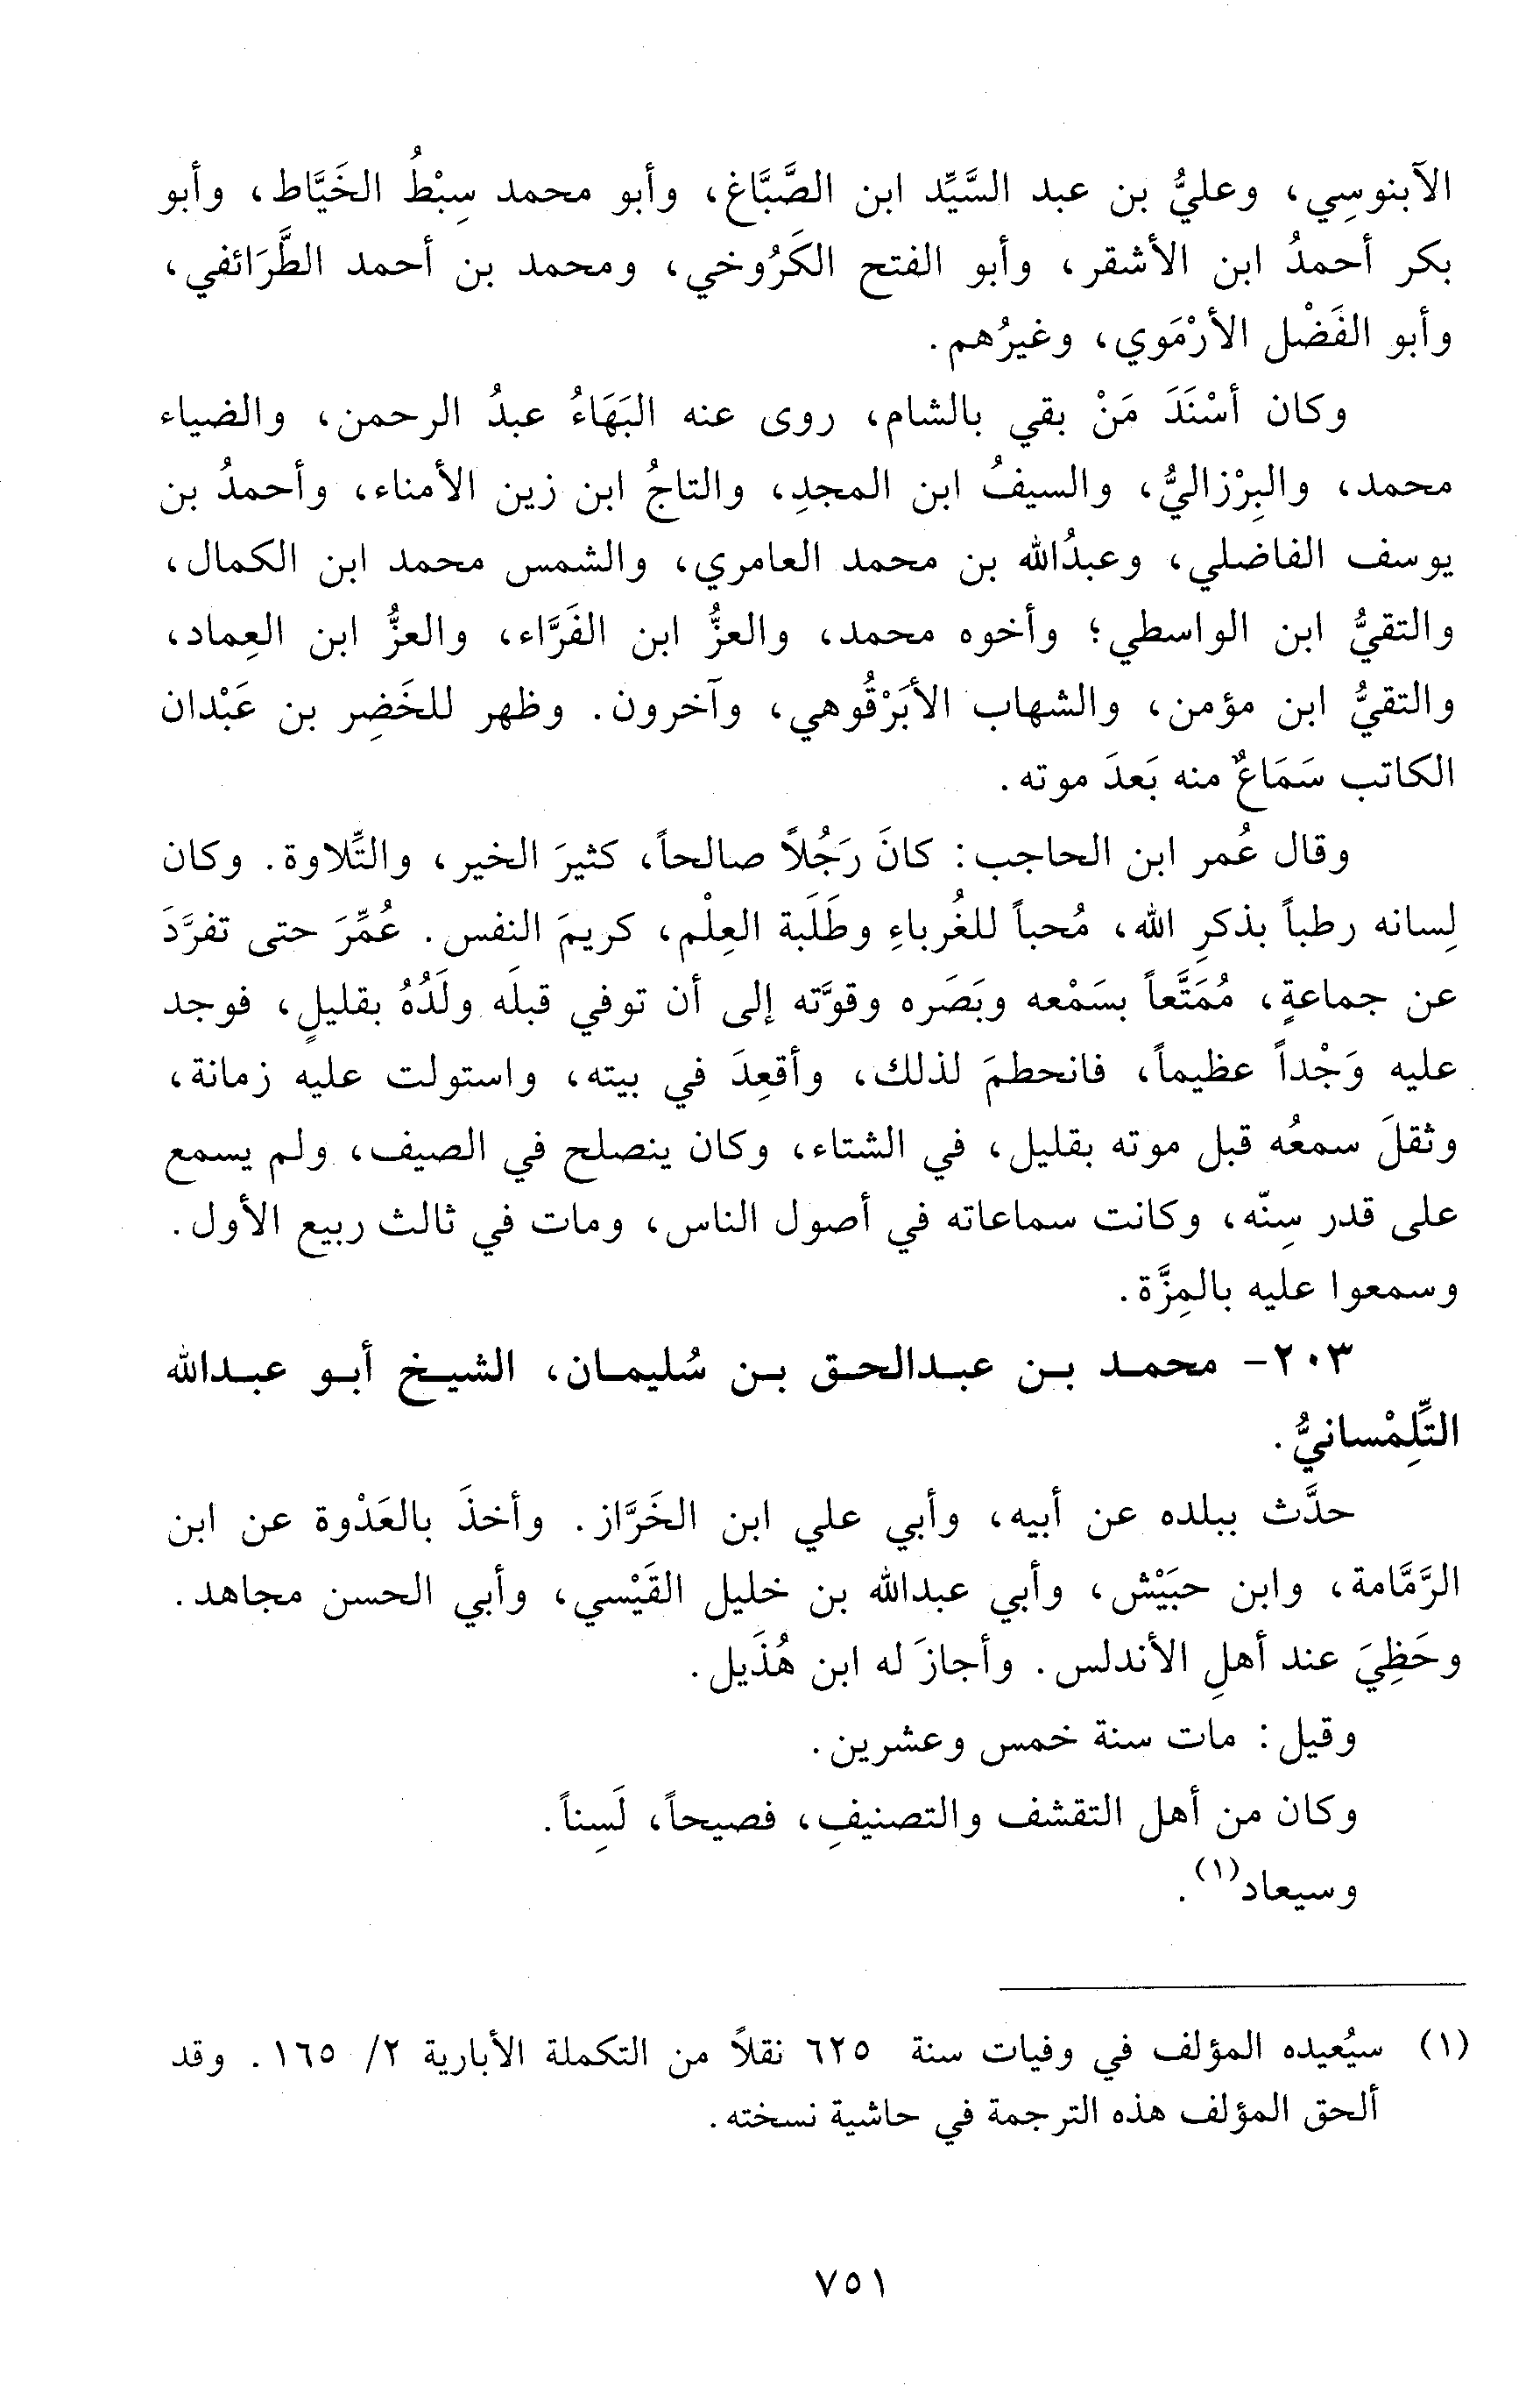 الآبنوسِي، وعليُّ بن عبد السَّيِّد ابن الصَّبَّاغ، وأبو محمد سِبْطُ الخَيَّاط، وأبو
بكر أحمدُ ابن الأشقر، وأبو الفتح الكَرُوخي، ومحمد بن أحمد الطَّرَائفي،
وأبو الفَضْل الأرْمَوي، وغيرُهم.
وكان أسْنَدَ مَنْ بقي بالشام، روى عنه البَهَاءُ عبدُ الرحمن، والضياء
محمد، والبِرْزاليُّ، والسيفُ ابن المجدِ، والتاجُ ابن زين الأمناء، وأحمدُ بن
يوسف الفاضلي، وعبدُالله بن محمد العامري، والشمس محمد ابن الكمال،
والتقيُّ ابن الواسطي؛ وأخوه محمد، والعزُّ ابن الفَرَّاء، والعزُّ ابن العِماد،
والتقيُّ ابن مؤمن، والشهاب الأبَرْقُوهي، وآخرون. وظهر للخَضِر بن عَبْدان
الكاتب سَمَاعٌ منه بَعدَ موته.
وقال عُمر ابن الحاجب: كانَ رَجُلاً صالحاً، كثيرَ الخير، والتِّلاوة. وكان
لِسانه رطباً بذكرِ الله، مُحباً للغُرباءِ وطَلَبة العِلْم، كريمَ النفس. عُمِّرَ حتى تفرَّدَ
عن جماعةٍ، مُمَتَّعاً بسَمْعه وبَصَره وقوَّته إلى أن توفي قبلَه ولَدُهُ بقليلٍ، فوجد
عليه وَجْداً عظيماً، فانحطمَ لذلك، وأقعِدَ في بيته، واستولت عليه زمانة،
وثقلَ سمعُه قبل موته بقليل، في الشتاء، وكان ينصلح في الصيف، ولم يسمع
على قدر سِنّه، وكانت سماعاته في أصول الناس، ومات في ثالث ربيع الأول.
وسمعوا عليه بالمِزَّة.
٢٠٣- محمد بن عبدالحق بن سُليمان، الشيخ أبو عبدالله
التِّلِمْسانيُّ.
حدَّث ببلده عن أبيه، وأبي علي ابن الخَرَّاز. وأخذَ بالعَدْوة عن ابن
الرَّمَّامة، وابن حبَيْش، وأبي عبدالله بن خليل القَيْسي، وأبي الحسن مجاهد.
وحَظِيَ عند أهلِ الأندلس. وأجازَ له ابن هُذَيل.
وقيل: مات سنة خمس وعشرين.
وكان من أهل التقشف والتصنيفِ، فصيحاً، لَسِناً.
وسيعاد(١).
(١) سيُعيده المؤلف في وفيات سنة ٦٢٥ نقلاً من التكملة الأبارية ٢/ ١٦٥. وقد
ألحق المؤلف هذه الترجمة في حاشية نسخته.
٧٥١